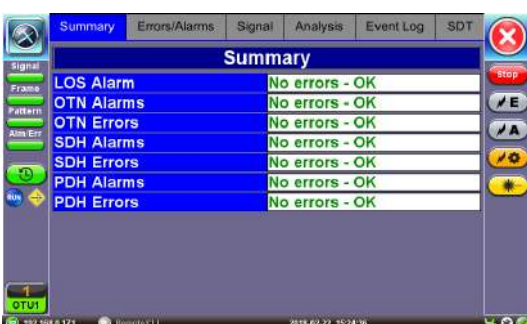 Summary Errors/Alarms Signal Analysis Event Log SDT
Summary
Signal
Frame
Pattern
Alm/Err
RUN
LOS Alarm No errors - OK
OTN Alarms No errors - OK
OTN Errors No errors - OK
SDH Alarms No errors - OK
SDH Errors No errors - OK
PDH Alarms No errors - OK
PDH Errors No errors - OK
Stop
E
A
1
OTU1